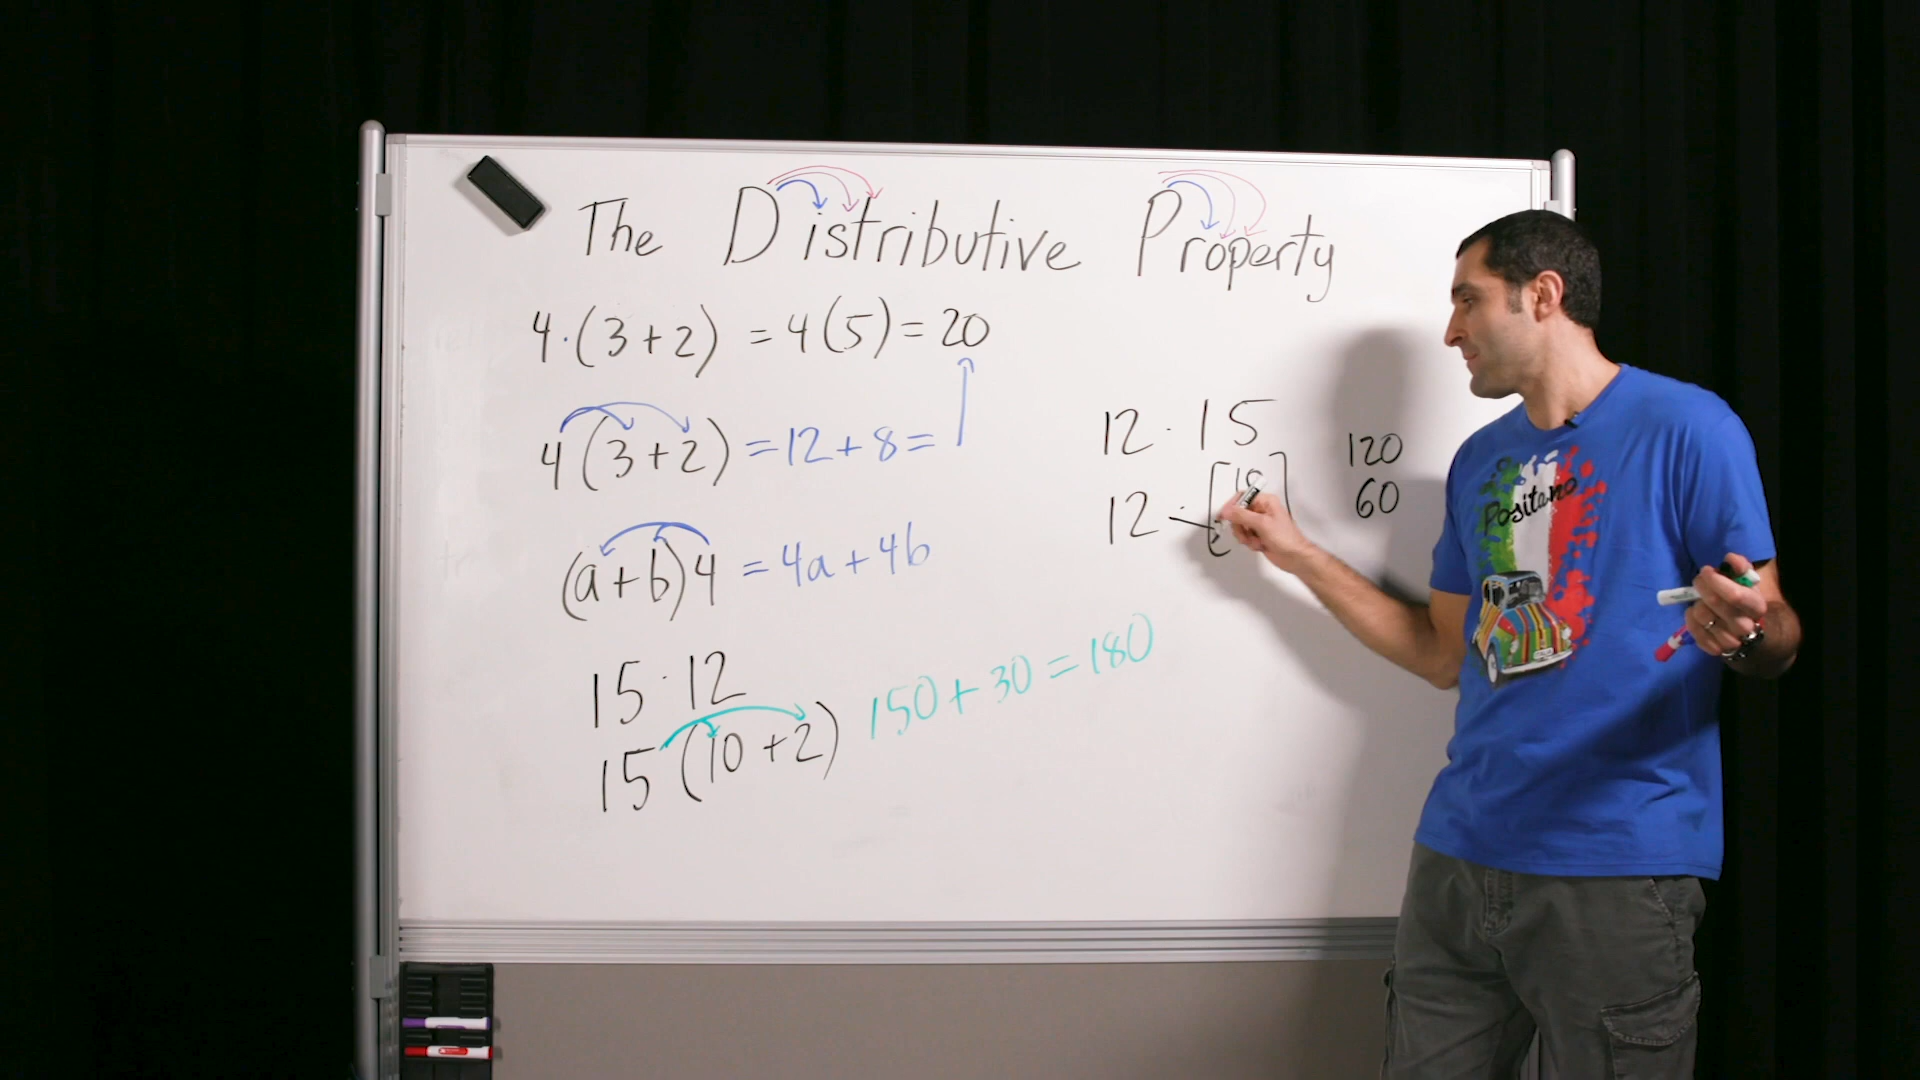 The Distributive Property
4·(3+2) = 4(5) = 20
4(3+2) = 12 + 8 =
(a+b)4 = 4a + 4b
15·12
15(10+2) 150 + 30 = 180
12·15
12·[
120
60
Positano